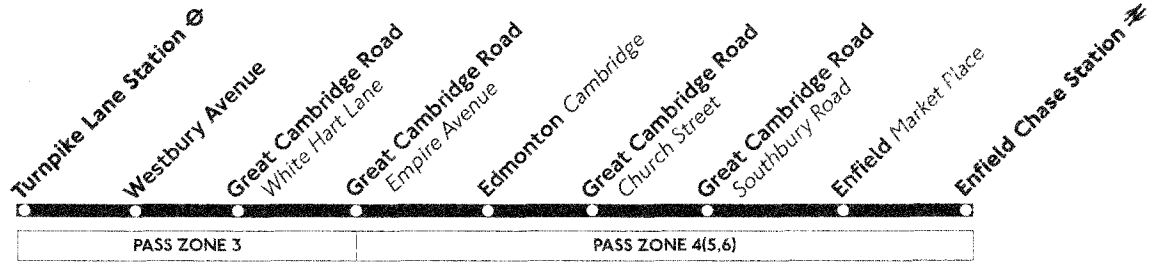 Turnpike Lane Station
Westbury Avenue
Great Cambridge Road
White Hart Lane
Great Cambridge Road
Empire Avenue
Edmonton Cambridge
Great Cambridge Road
Church Street
Great Cambridge Road
Southbury Road
Enfield Market Place
Enfield Chase Station
PASS ZONE 3
PASS ZONE 4(5,6)